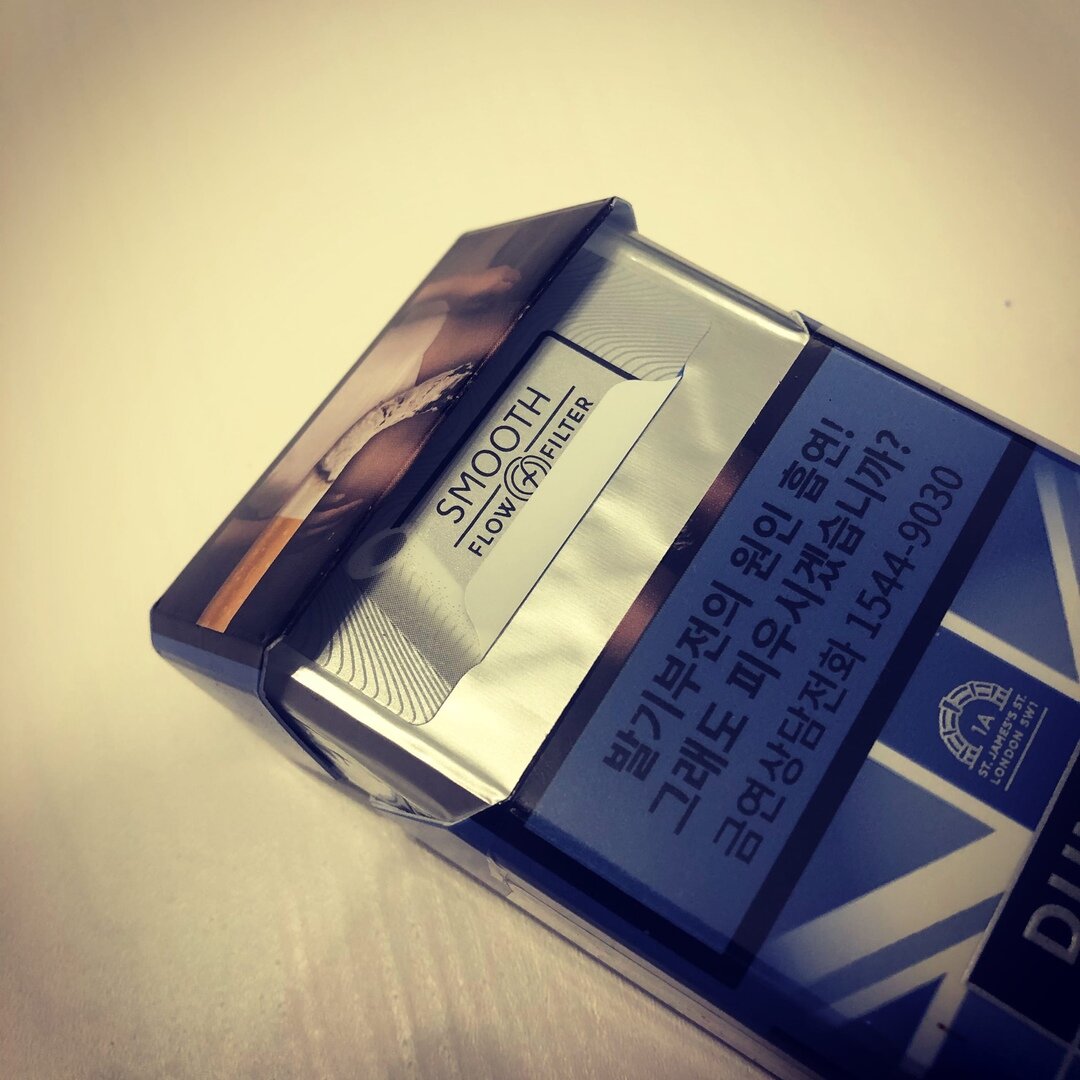 SMOOTH
FLOW FILTER
발기부전의 원인 흡연!
그래도 피우시겠습니까?
금연상담전화 1544-9030
1A
ST. JAMES'S ST.
LONDON SW1